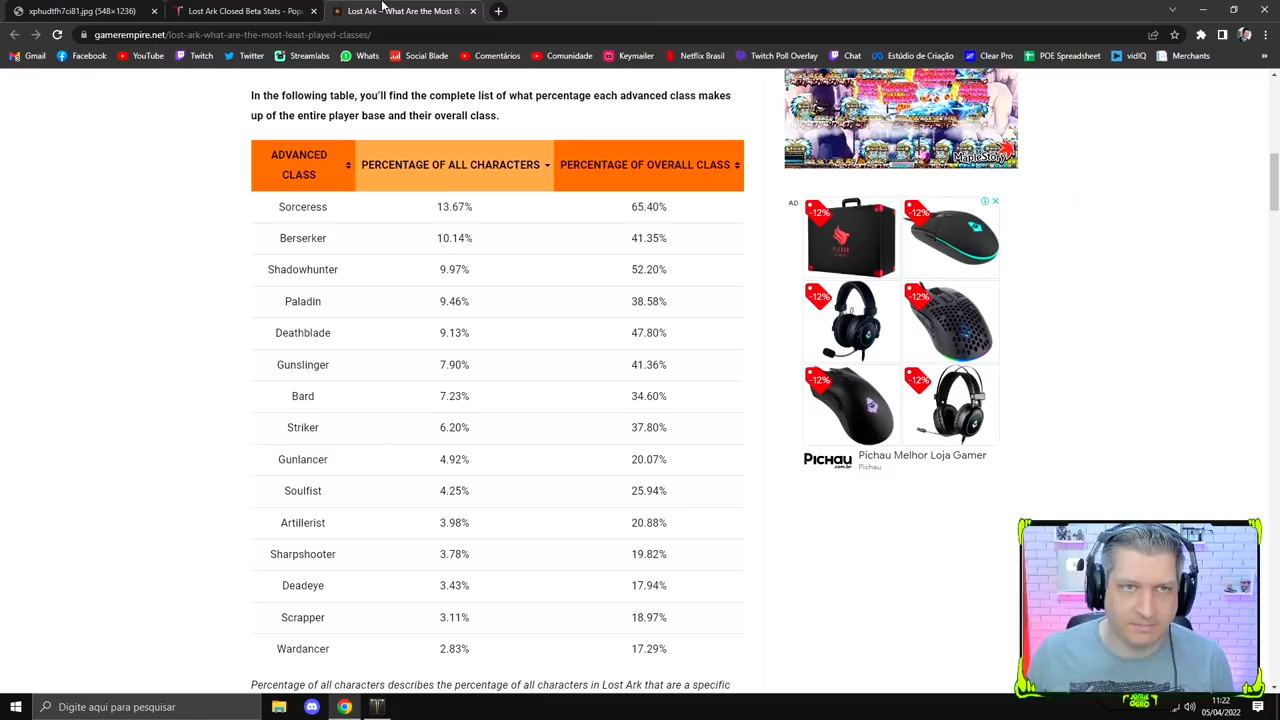 xphudtfh7ci81.jpg (548×1236)
Lost Ark Closed Beta Stats - Popu
Lost Ark – What Are the Most &
gamerempire.net/lost-ark-what-are-the-most-least-played-classes/
Gmail Facebook YouTube Twitch Twitter Streamlabs Whats Social Blade Comentários Comunidade Keymailer Netflix Brasil Twitch Poll Overlay Chat Estúdio de Criação Clear Pro POE Spreadsheet vidIQ Merchants »
In following table, you’ll find the complete list of what percentage each advanced class makes
up of the entire player base and their overall class.
ADVANCED CLASS PERCENTAGE OF ALL CHARACTERS PERCENTAGE OF OVERALL CLASS
Sorceress 13.67% 65.40%
Berserker 10.14% 41.35%
Shadowhunter 9.97% 52.20%
Paladin 9.46% 38.58%
Deathblade 9.13% 47.80%
Gunslinger 7.90% 41.36%
Bard 7.23% 34.60%
Striker 6.20% 37.80%
Gunlancer 4.92% 20.07%
Soulfist 4.25% 25.94%
Artillerist 3.98% 20.88%
Sharpshooter 3.78% 19.82%
Deadeye 3.43% 17.94%
Scrapper 3.11% 18.97%
Wardancer 2.83% 17.29%
Percentage of all characters describes the percentage of all characters in Lost Ark that are a specific
MapleStory
AD
-12% -12%
-12% -12%
-12% -12%
PICHAU
.com.br
Pichau Melhor Loja Gamer
Pichau
JOGUE
OGRO
Digite aqui para pesquisar
11:22
05/04/2022